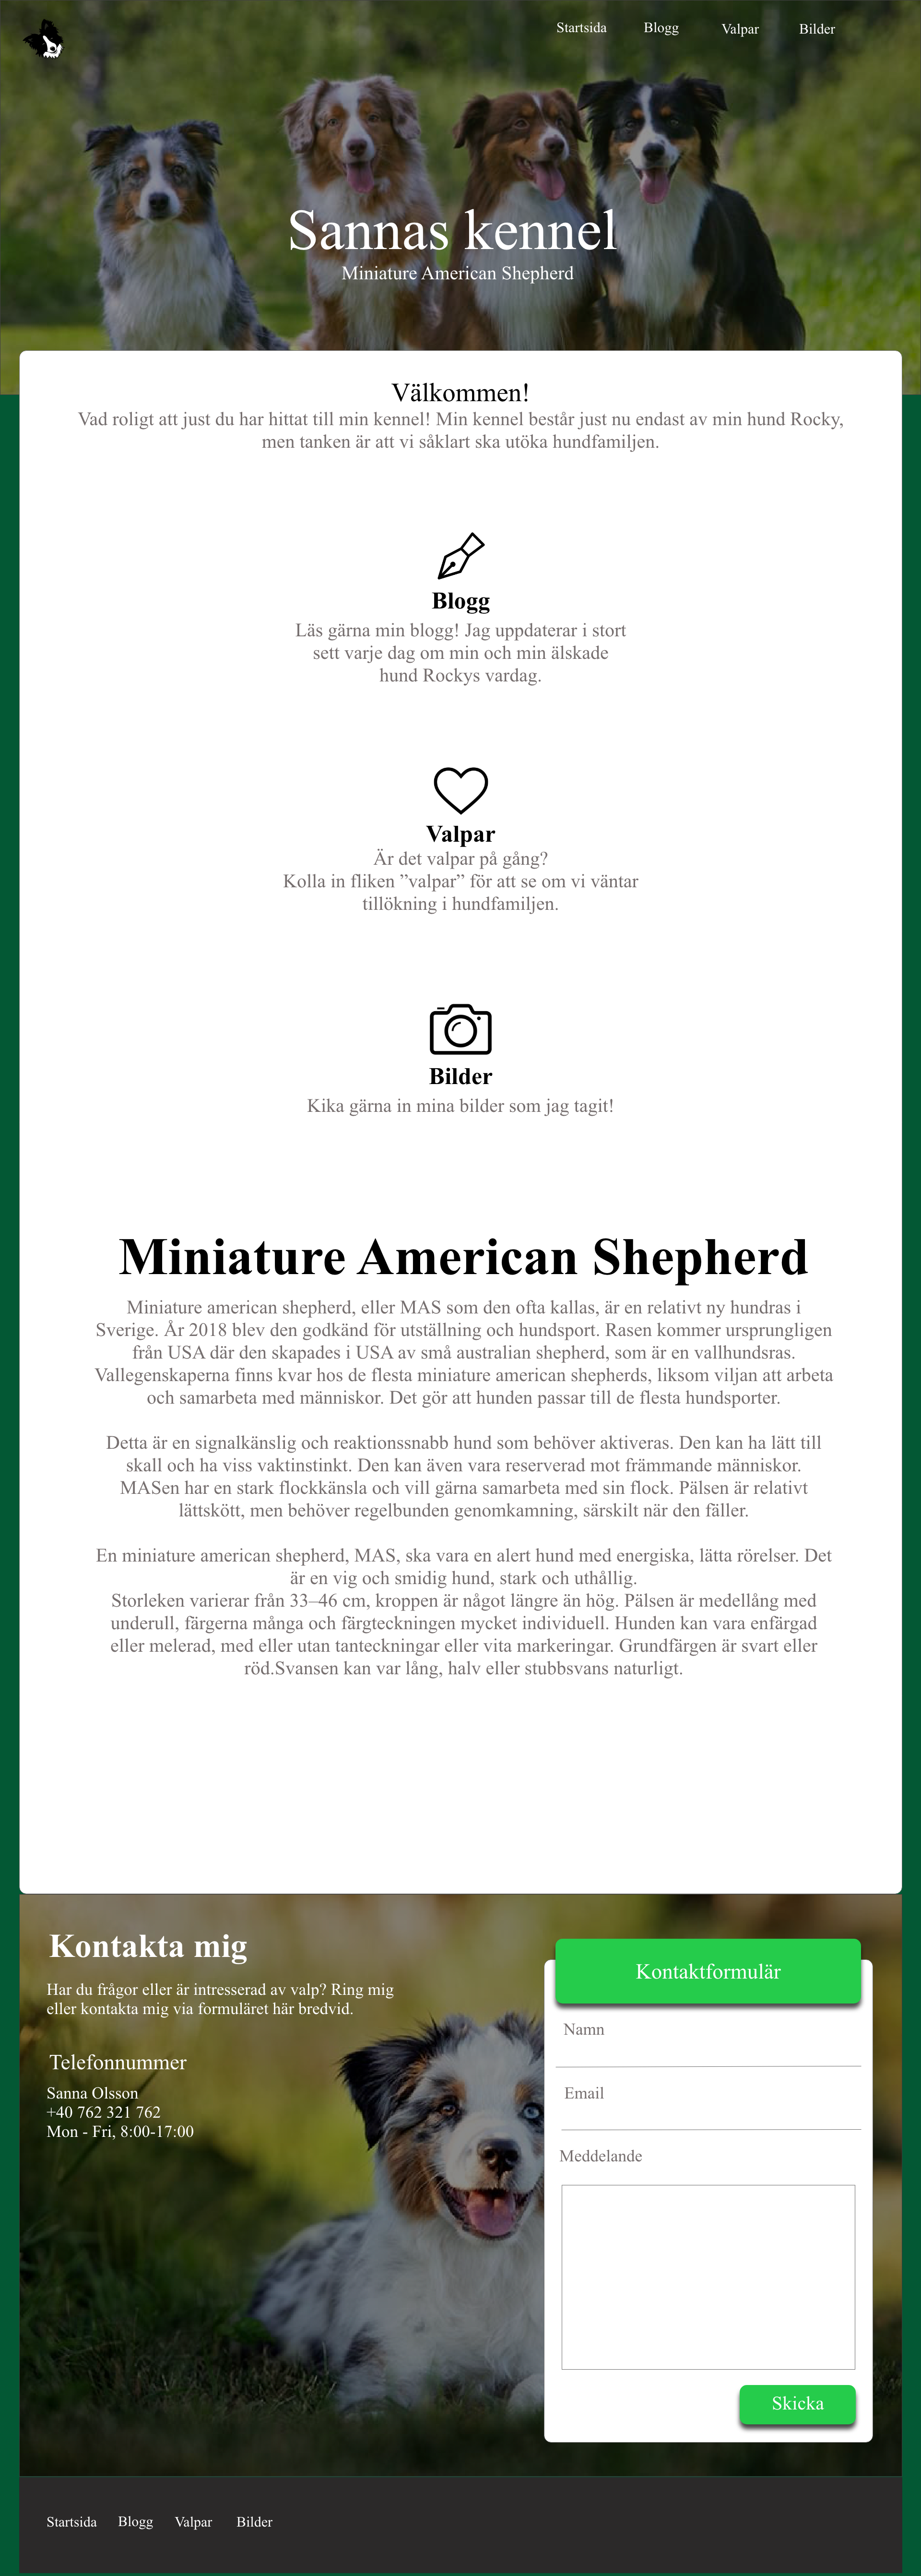 Startsida Blogg Valpar Bilder
Sannas kennel
Miniature American Shepherd
Välkommen!
Vad roligt att just du har hittat till min kennel! Min kennel består just nu endast av min hund Rocky,
men tanken är att vi såklart ska utöka hundfamiljen.
Blogg
Läs gärna min blogg! Jag uppdaterar i stort
sett varje dag om min och min älskade
hund Rockys vardag.
Valpar
Är det valpar på gång?
Kolla in fliken ”valpar” för att se om vi väntar
tillökning i hundfamiljen.
Bilder
Kika gärna in mina bilder som jag tagit!
Miniature American Shepherd
Miniature american shepherd, eller MAS som den ofta kallas, är en relativt ny hundras i
Sverige. År 2018 blev den godkänd för utställning och hundsport. Rasen kommer ursprungligen
från USA där den skapades i USA av små australian shepherd, som är en vallhundsras.
Vallegenskaperna finns kvar hos de flesta miniature american shepherds, liksom viljan att arbeta
och samarbeta med människor. Det gör att hunden passar till de flesta hundsporter.
Detta är en signalkänslig och reaktionssnabb hund som behöver aktiveras. Den kan ha lätt till
skall och ha viss vaktinstinkt. Den kan även vara reserverad mot främmande människor.
MASen har en stark flockkänsla och vill gärna samarbeta med sin flock. Pälsen är relativt
lättskött, men behöver regelbunden genomkamning, särskilt när den fäller.
En miniature american shepherd, MAS, ska vara en alert hund med energiska, lätta rörelser. Det
är en vig och smidig hund, stark och uthållig.
Storleken varierar från 33–46 cm, kroppen är något längre än hög. Pälsen är medellång med
underull, färgerna många och färgteckningen mycket individuell. Hunden kan vara enfärgad
eller melerad, med eller utan tanteckningar eller vita markeringar. Grundfärgen är svart eller
röd.Svansen kan var lång, halv eller stubbsvans naturligt.
Kontakta mig
Har du frågor eller är intresserad av valp? Ring mig
eller kontakta mig via formuläret här bredvid.
Telefonnummer
Sanna Olsson
+40 762 321 762
Mon - Fri, 8:00-17:00
Kontaktformulär
Namn
Email
Meddelande
Skicka
Startsida Blogg Valpar Bilder